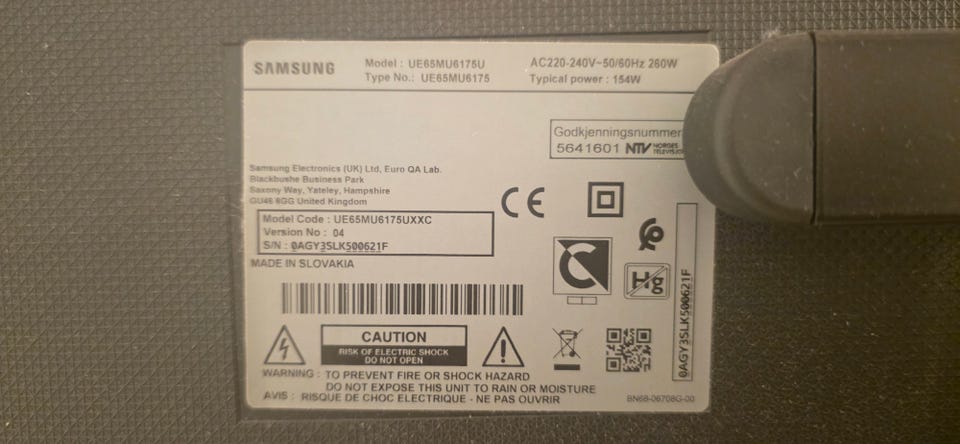 SAMSUNG
Model : UE65MU6175U
Type No.: UE65MU6175
AC220-240V~50/60Hz 260W
Typical power : 154W
Godkjenningsnummer
5641601 NTV NORGES
Samsung Electronics (UK) Ltd, Euro QA Lab.
Blackbushe Business Park
Saxony Way, Yateley, Hampshire
GU46 6GG United Kingdom
CE
Model Code : UE65MU6175UXXC
Version No : 04
S/N : 0AGY3SLK500621F
MADE IN SLOVAKIA
Hg
0AGY3SLK500621F
CAUTION
RISK OF ELECTRIC SHOCK
DO NOT OPEN
WARNING : TO PREVENT FIRE OR SHOCK HAZARD
DO NOT EXPOSE THIS UNIT TO RAIN OR MOISTURE
AVIS : RISQUE DE CHOC ELECTRIQUE - NE PAS OUVRIR
BN68-06708G-00